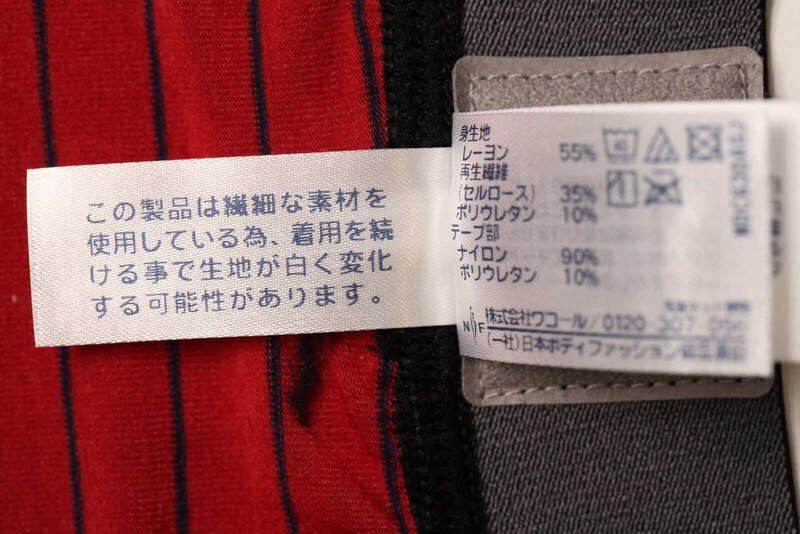 この製品は繊細な素材を
使用している為、着用を続
ける事で生地が白く変化
する可能性があります。
身生地
レーヨン 55%
再生繊維
(セルロース) 35%
ポリウレタン 10%
テープ部
ナイロン 90%
ポリウレタン 10%
株式会社ワコール/0120
N F
(一社)日本ボディファッション